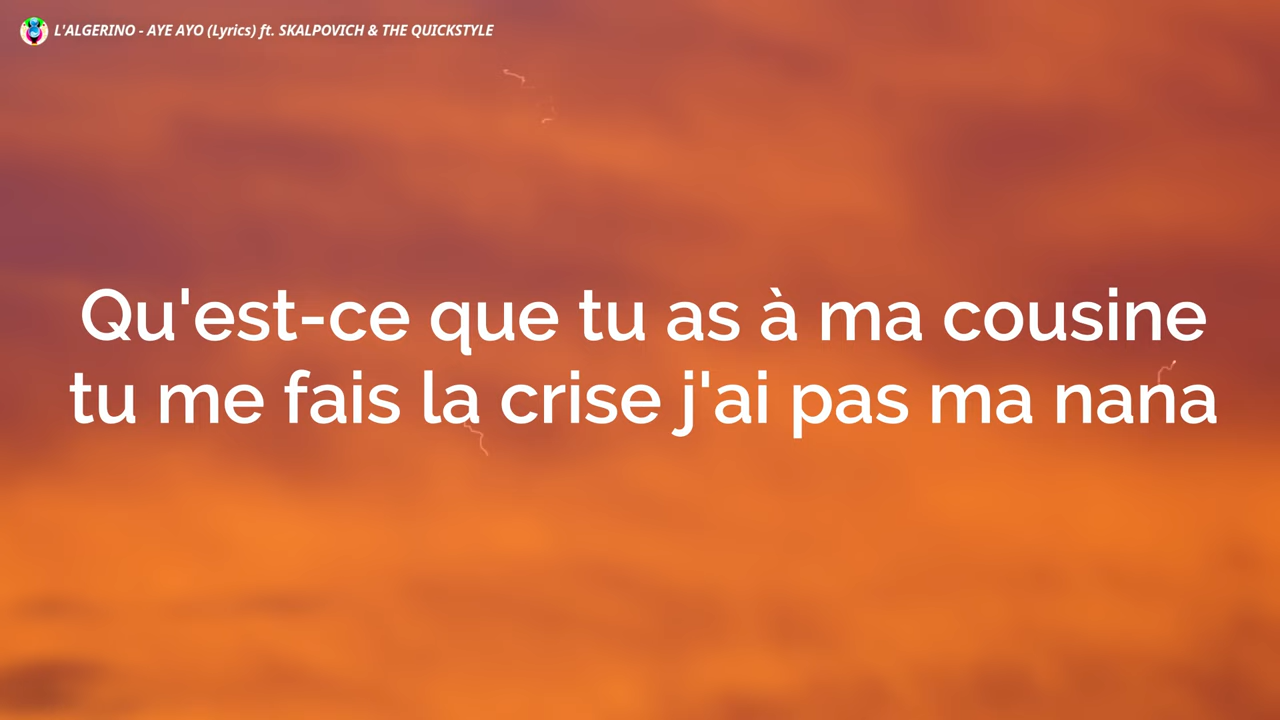 L'ALGERINO - AYE AYO (Lyrics) ft. SKALPOVICH & THE QUICKSTYLE
Qu'est-ce que tu as à ma cousine
tu me fais la crise j'ai pas ma nana